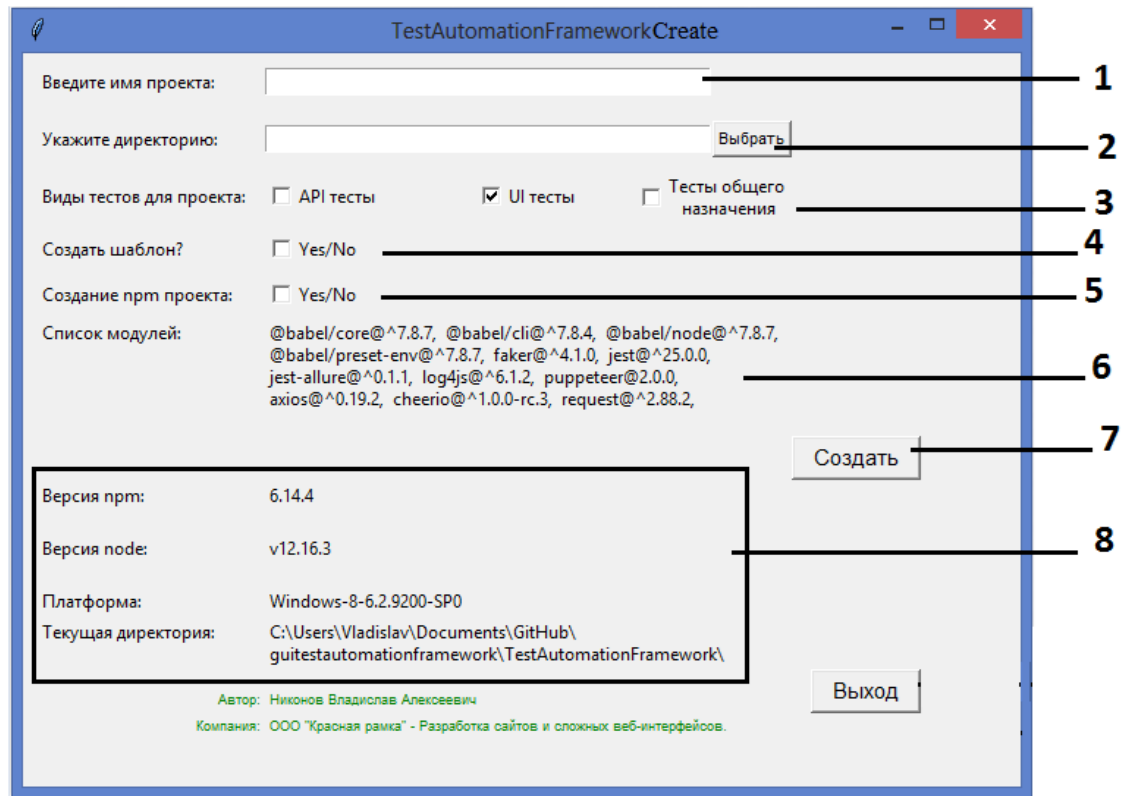 TestAutomationFrameworkCreate
Введите имя проекта:
1
Укажите директорию:
Выбрать
2
Виды тестов для проекта:
API тесты
UI тесты
Тесты общего
назначения
3
Создать шаблон?
Yes/No
4
Создание npm проекта:
Yes/No
5
Список модулей:
@babel/core@^7.8.7, @babel/cli@^7.8.4, @babel/node@^7.8.7,
@babel/preset-env@^7.8.7, faker@^4.1.0, jest@^25.0.0,
jest-allure@^0.1.1, log4js@^6.1.2, puppeteer@2.0.0,
axios@^0.19.2, cheerio@^1.0.0-rc.3, request@^2.88.2,
6
Создать
7
Версия npm:
6.14.4
Версия node:
v12.16.3
8
Платформа:
Windows-8-6.2.9200-SP0
Текущая директория:
C:\Users\Vladislav\Documents\GitHub\
guitestautomationframework\TestAutomationFramework\
Выход
Автор: Никонов Владислав Алексеевич
Компания: ООО "Красная рамка" - Разработка сайтов и сложных веб-интерфейсов.